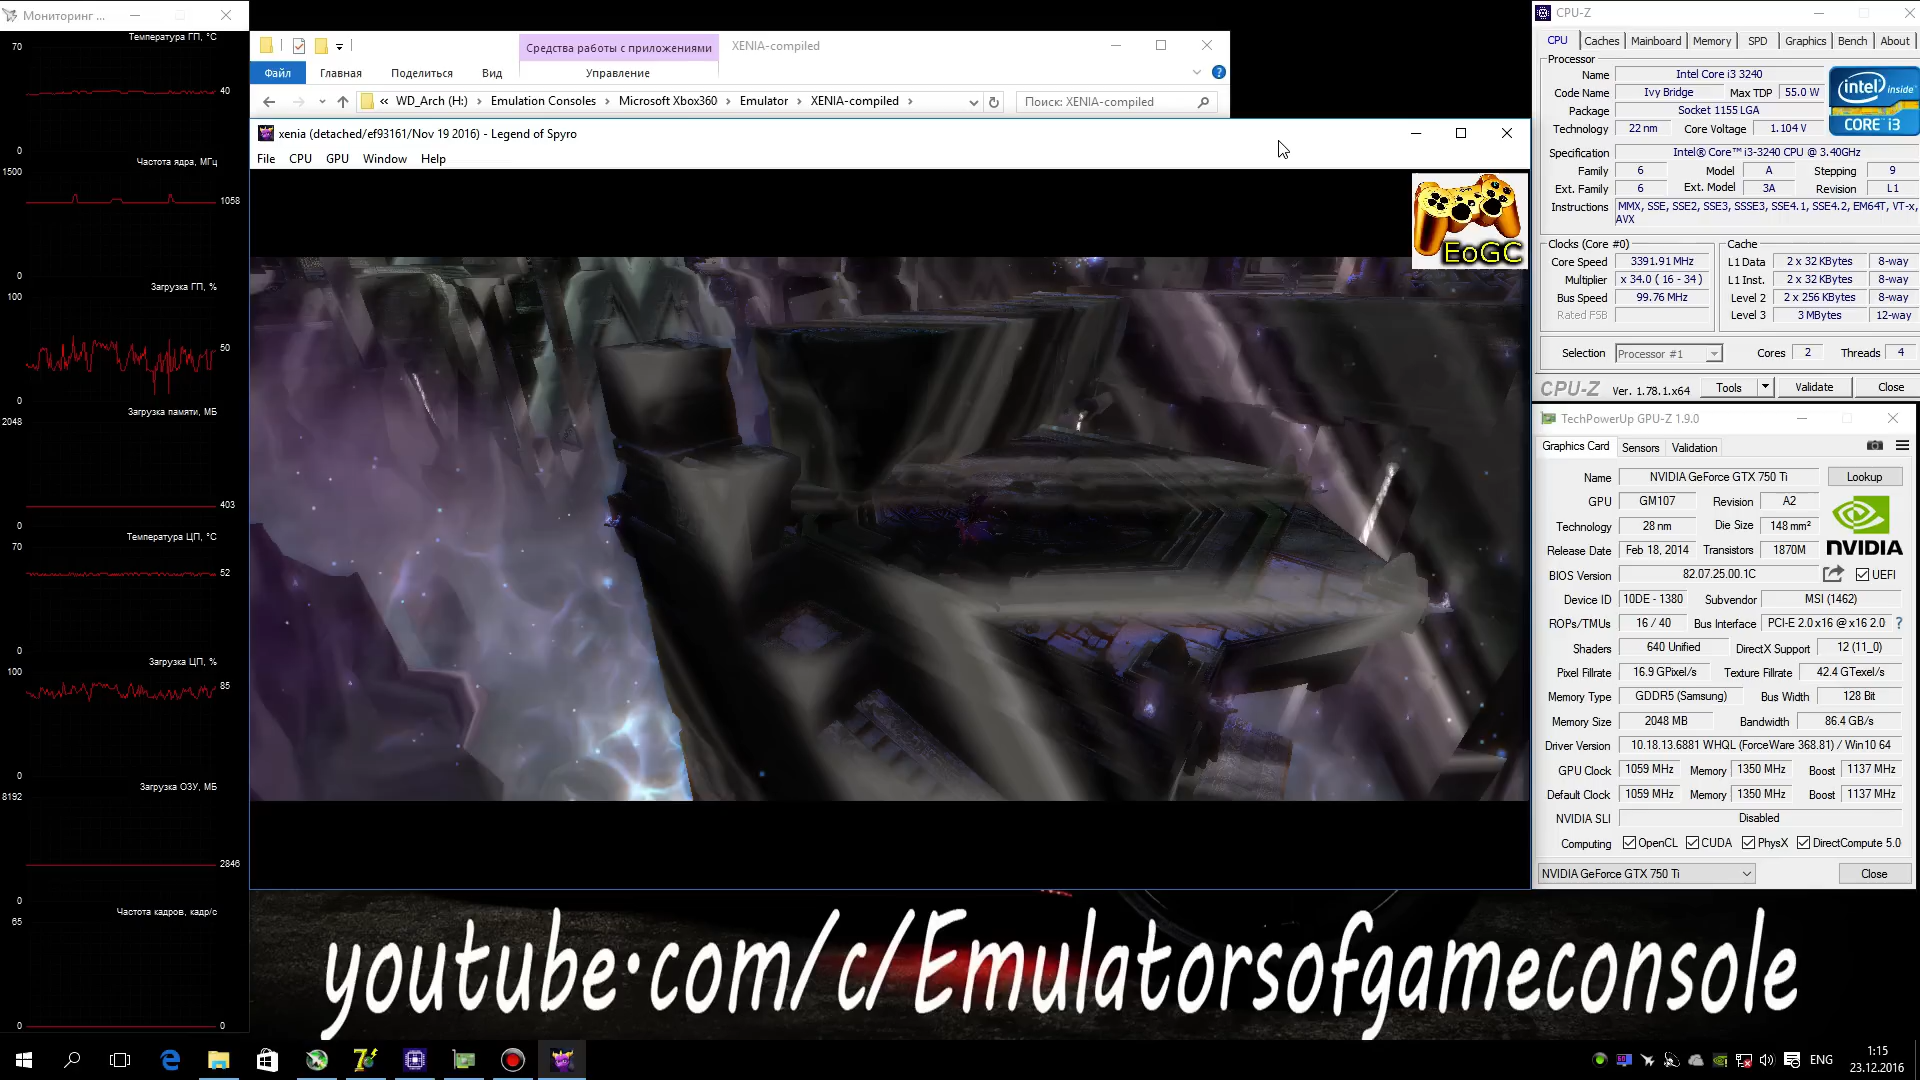 Мониторинг ...
Температура ГП, °C
70
40
0
Частота ядра, МГц
1500
1058
0
Загрузка ГП, %
100
50
0
Загрузка памяти, МБ
2048
403
0
Температура ЦП, °C
70
52
0
Загрузка ЦП, %
100
85
0
Загрузка ОЗУ, МБ
8192
2846
0
Частота кадров, кадр/с
65
0 0
Средства работы с приложениями XENIA-compiled
Файл Главная Поделиться Вид Управление
« WD_Arch (H:) Emulation Consoles Microsoft Xbox360 Emulator XENIA-compiled
Поиск: XENIA-compiled
xenia (detached/ef93161/Nov 19 2016) - Legend of Spyro
File CPU GPU Window Help
EoGC
CPU-Z
CPU Caches Mainboard Memory SPD Graphics Bench About
Processor
Name Intel Core i3 3240
Code Name Ivy Bridge Max TDP 55.0 W
Package Socket 1155 LGA
Technology 22 nm Core Voltage 1.104 V
intel inside™
CORE i3
Specification Intel® Core™ i3-3240 CPU @ 3.40GHz
Family 6 Model A Stepping 9
Ext. Family 6 Ext. Model 3A Revision L1
Instructions MMX, SSE, SSE2, SSE3, SSSE3, SSE4.1, SSE4.2, EM64T, VT-x,
AVX
Clocks (Core #0) Cache
Core Speed 3391.91 MHz L1 Data 2 x 32 KBytes 8-way
Multiplier x 34.0 ( 16 - 34 ) L1 Inst. 2 x 32 KBytes 8-way
Bus Speed 99.76 MHz Level 2 2 x 256 KBytes 8-way
Rated FSB Level 3 3 MBytes 12-way
Selection Processor #1 Cores 2 Threads 4
CPU-Z Ver. 1.78.1.x64 Tools Validate Close
TechPowerUp GPU-Z 1.9.0
Graphics Card Sensors Validation
Name NVIDIA GeForce GTX 750 Ti Lookup
GPU GM107 Revision A2
Technology 28 nm Die Size 148 mm²
Release Date Feb 18, 2014 Transistors 1870M
NVIDIA
BIOS Version 82.07.25.00.1C UEFI
Device ID 10DE - 1380 Subvendor MSI (1462)
ROPs/TMUs 16 / 40 Bus Interface PCI-E 2.0 x16 @ x16 2.0 ?
Shaders 640 Unified DirectX Support 12 (11_0)
Pixel Fillrate 16.9 GPixel/s Texture Fillrate 42.4 GTexel/s
Memory Type GDDR5 (Samsung) Bus Width 128 Bit
Memory Size 2048 MB Bandwidth 86.4 GB/s
Driver Version 10.18.13.6881 WHQL (ForceWare 368.81) / Win10 64
GPU Clock 1059 MHz Memory 1350 MHz Boost 1137 MHz
Default Clock 1059 MHz Memory 1350 MHz Boost 1137 MHz
NVIDIA SLI Disabled
Computing OpenCL CUDA PhysX DirectCompute 5.0
NVIDIA GeForce GTX 750 Ti Close
youtube.com/c/Emulatorsofgameconsole
ENG
1:15
23.12.2016